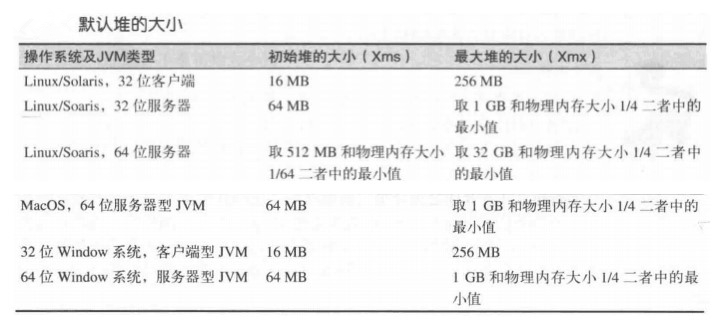 默认堆的大小
操作系统及JVM类型 初始堆的大小（Xms） 最大堆的大小（Xmx）
Linux/Solaris，32 位客户端 16 MB 256 MB
Linux/Soaris，32 位服务器 64 MB 取 1 GB 和物理内存大小 1/4 二者中的
最小值
Linux/Soaris，64 位服务器 取 512 MB 和物理内存大小 取 32 GB 和物理内存大小 1/4 二者中
1/64 二者中的最小值 的最小值
MacOS，64 位服务器型 JVM 64 MB 取 1 GB 和物理内存大小 1/4 二者中的
最小值
32 位 Window 系统，客户端型 JVM 16 MB 256 MB
64 位 Window 系统，服务器型 JVM 64 MB 1 GB 和物理内存大小 1/4 二者中的最
小值